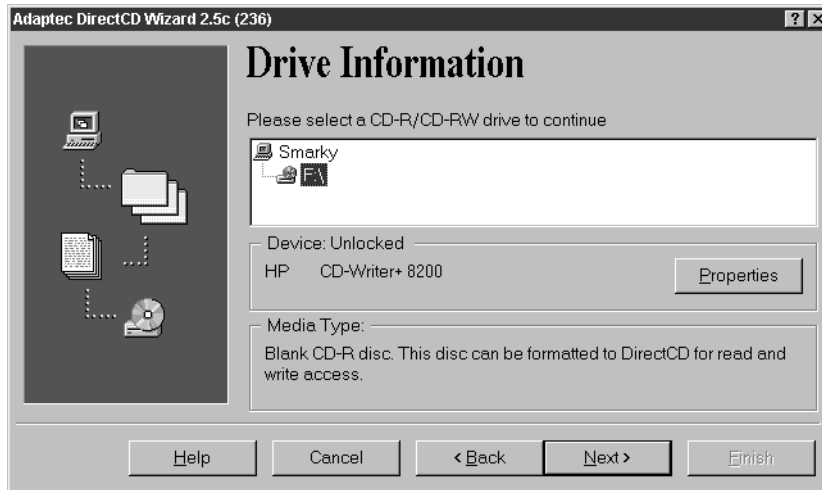 Adaptec DirectCD Wizard 2.5c (236)
Drive Information
Please select a CD-R/CD-RW drive to continue
Smarky
F:\
Device: Unlocked
HP CD-Writer+ 8200
Properties
Media Type:
Blank CD-R disc. This disc can be formatted to DirectCD for read and
write access.
Help Cancel < Back Next > Finish